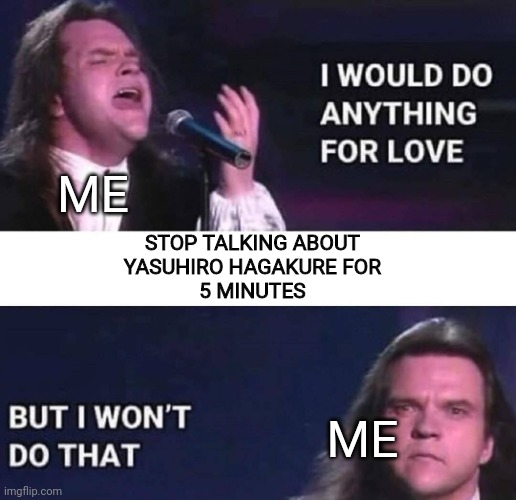 I WOULD DO
ANYTHING
FOR LOVE
ME
STOP TALKING ABOUT
YASUHIRO HAGAKURE FOR
5 MINUTES
BUT I WON'T
DO THAT
ME
imgflip.com